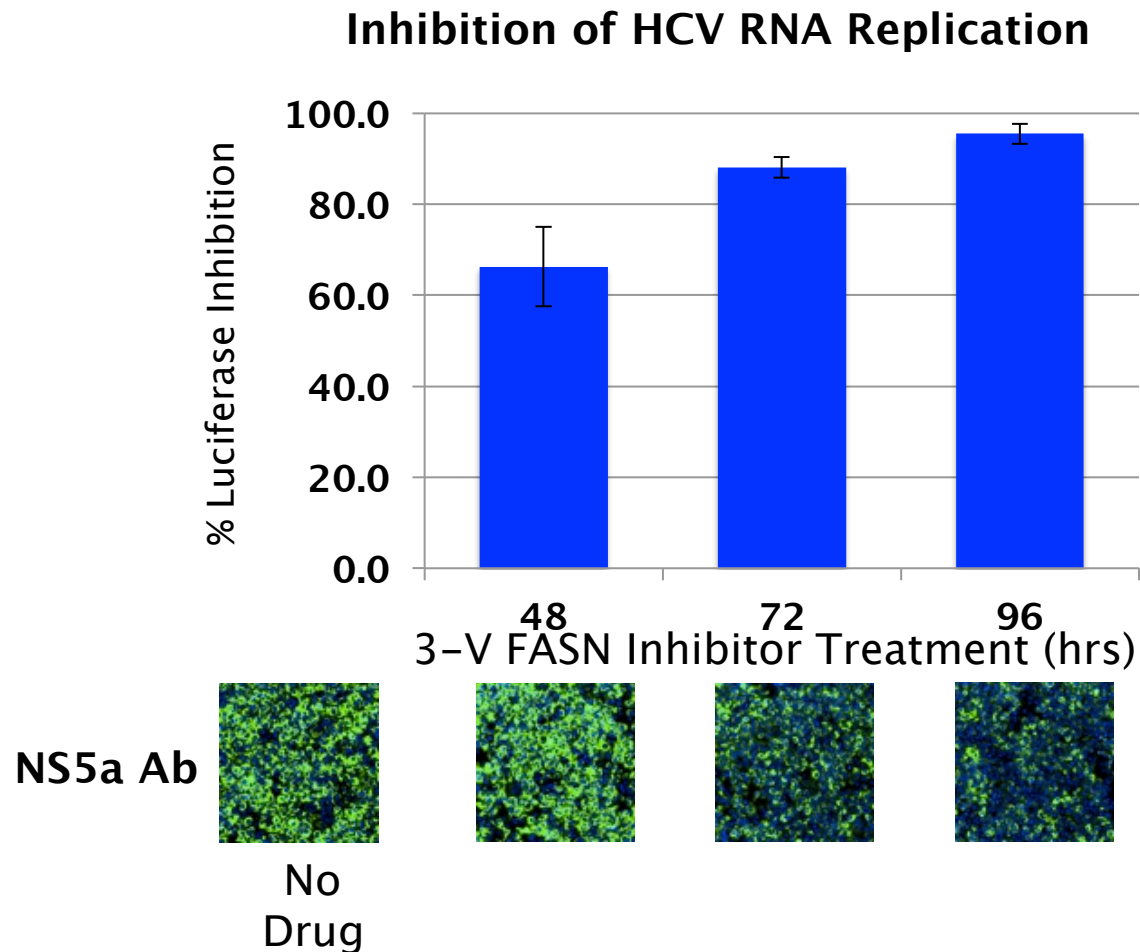 Inhibition of HCV RNA Replication
% Luciferase Inhibition
100.0
80.0
60.0
40.0
20.0
0.0
48 72 96
3-V FASN Inhibitor Treatment (hrs)
NS5a Ab
No
Drug